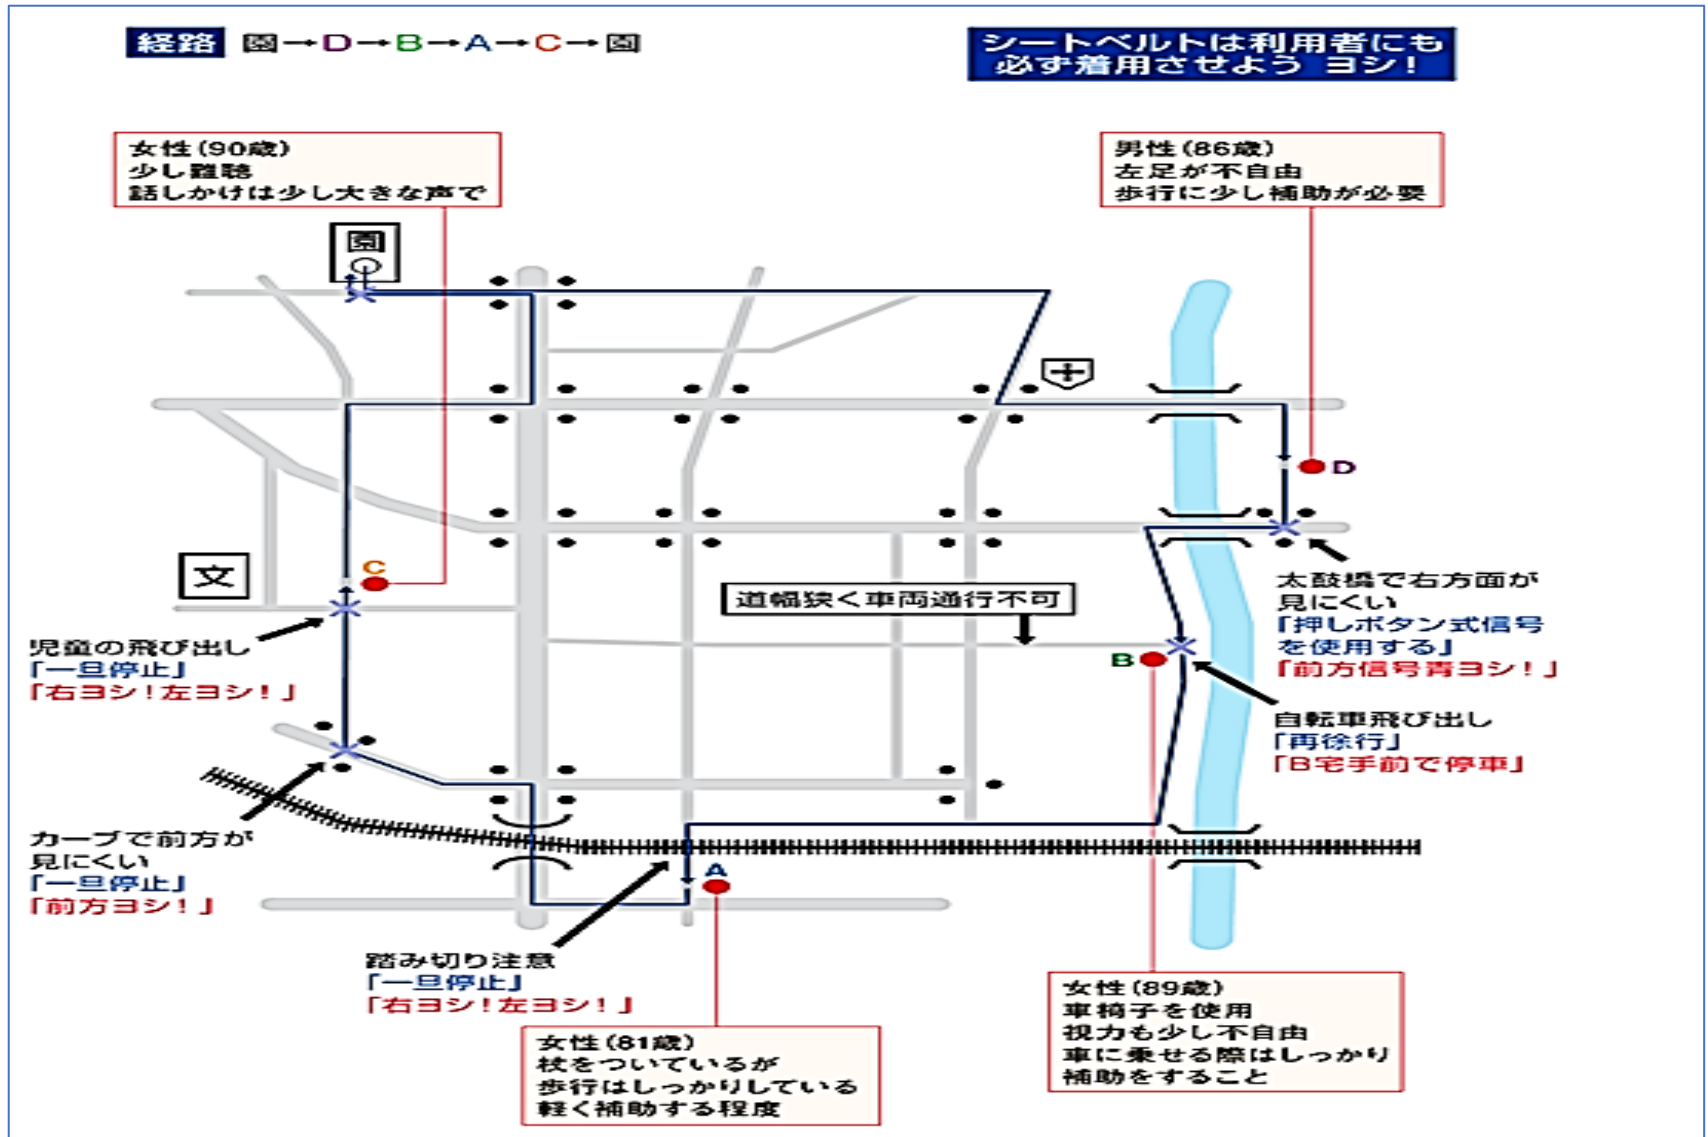 経路 園→D→B→A→C→園
シートベルトは利用者にも
必ず着用させよう ヨシ!
女性(90歳)
少し難聴
話しかけは少し大きな声で
男性(86歳)
左足が不自由
歩行に少し補助が必要
園
D
文
C
道幅狭く車両通行不可
B
太鼓橋で右方面が
見にくい
「押しボタン式信号
を使用する」
「前方信号青ヨシ!」
児童の飛び出し
「一旦停止」
「右ヨシ!左ヨシ!」
自転車飛び出し
「再徐行」
「B宅手前で停車」
カーブで前方が
見にくい
「一旦停止」
「前方ヨシ!」
A
踏み切り注意
「一旦停止」
「右ヨシ!左ヨシ!」
女性(81歳)
杖をついているが
歩行はしっかりしている
軽く補助する程度
女性(89歳)
車椅子を使用
視力も少し不自由
車に乗せる際はしっかり
補助をすること